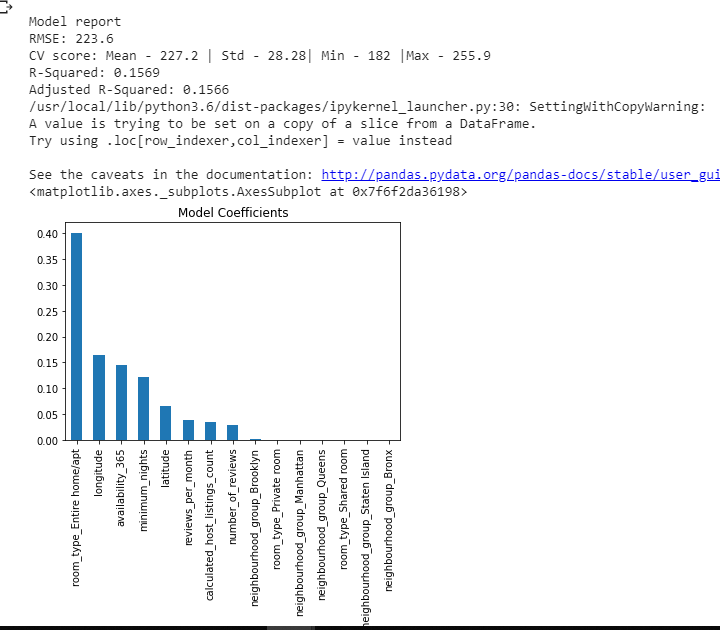 Model report
RMSE: 223.6
CV score: Mean - 227.2 | Std - 28.28| Min - 182 |Max - 255.9
R-Squared: 0.1569
Adjusted R-Squared: 0.1566
/usr/local/lib/python3.6/dist-packages/ipykernel_launcher.py:30: SettingWithCopyWarning:
A value is trying to be set on a copy of a slice from a DataFrame.
Try using .loc[row_indexer,col_indexer] = value instead
See the caveats in the documentation: http://pandas.pydata.org/pandas-docs/stable/user_gui
<matplotlib.axes._subplots.AxesSubplot at 0x7f6f2da36198>
Model Coefficients
0.40
0.35
0.30
0.25
0.20
0.15
0.10
0.05
0.00
room_type_Entire home/apt
longitude
availability_365
minimum_nights
latitude
reviews_per_month
calculated_host_listings_count
number_of_reviews
neighbourhood_group_Brooklyn
room_type_Private room
neighbourhood_group_Manhattan
neighbourhood_group_Queens
room_type_Shared room
neighbourhood_group_Staten Island
neighbourhood_group_Bronx